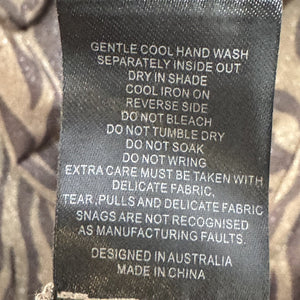 GENTLE COOL HAND WASH
SEPARATELY INSIDE OUT
DRY IN SHADE
COOL IRON ON
REVERSE SIDE
DO NOT BLEACH
DO NOT TUMBLE DRY
DO NOT SOAK
DO NOT WRING
EXTRA CARE MUST BE TAKEN WITH
DELICATE FABRIC,
TEAR, PULLS AND DELICATE FABRIC
SNAGS ARE NOT RECOGNISED
AS MANUFACTURING FAULTS.
DESIGNED IN AUSTRALIA
MADE IN CHINA